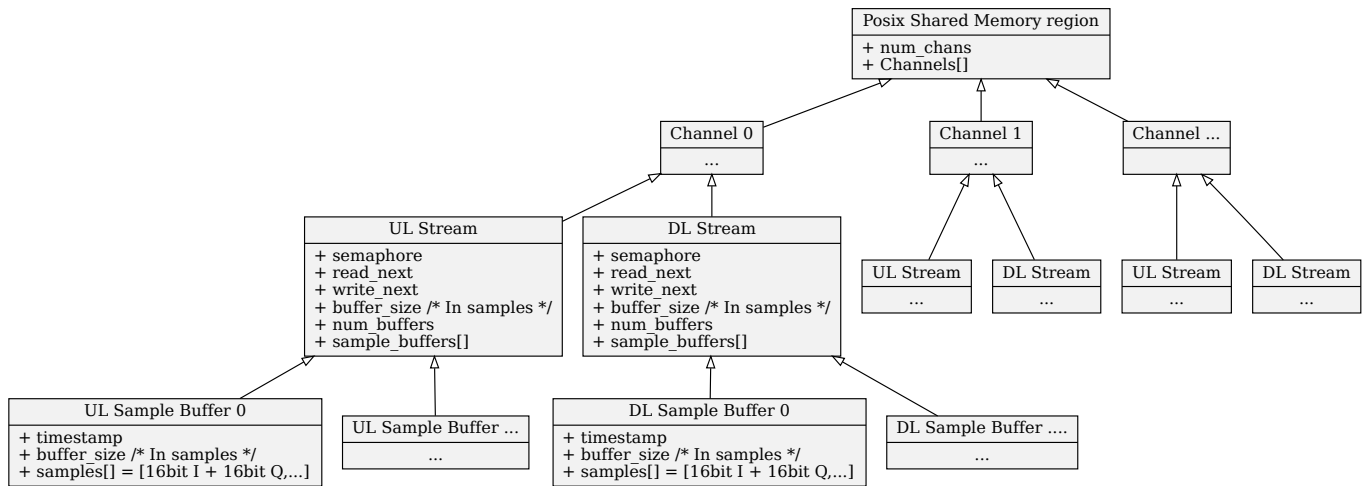 Posix Shared Memory region
+ num_chans
+ Channels[]
Channel 0
...
Channel 1
...
Channel ...
UL Stream
+ semaphore
+ read_next
+ write_next
+ buffer_size /* In samples */
+ num_buffers
+ sample_buffers[]
DL Stream
+ semaphore
+ read_next
+ write_next
+ buffer_size /* In samples */
+ num_buffers
+ sample_buffers[]
UL Stream
...
DL Stream
...
UL Stream
...
DL Stream
...
UL Sample Buffer 0
+ timestamp
+ buffer_size /* In samples */
+ samples[] = [16bit I + 16bit Q,...]
UL Sample Buffer ...
...
DL Sample Buffer 0
+ timestamp
+ buffer_size /* In samples */
+ samples[] = [16bit I + 16bit Q,...]
DL Sample Buffer ....
...